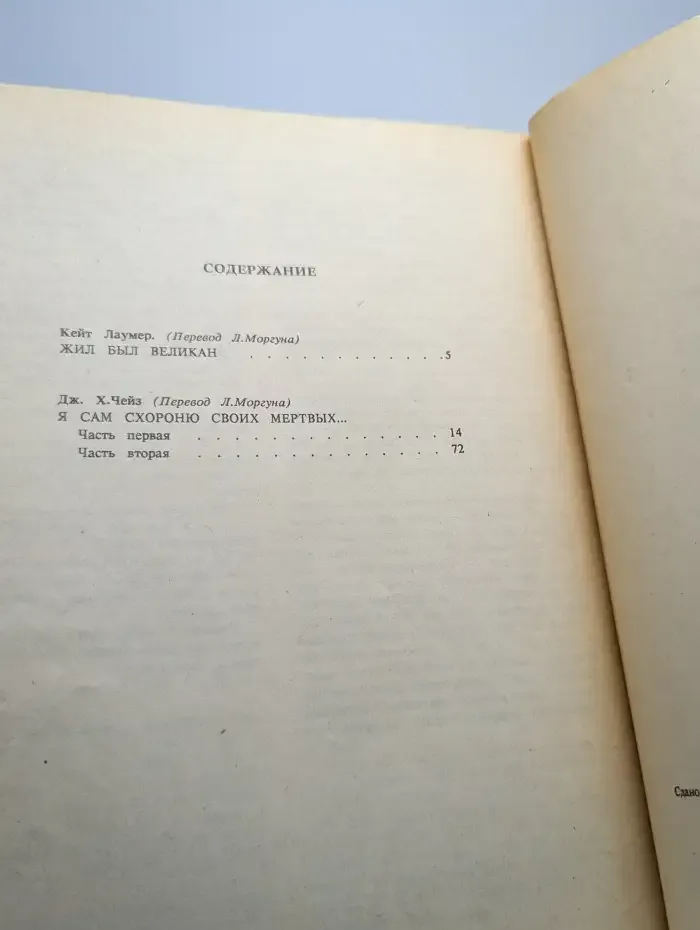 СОДЕРЖАНИЕ
Кейт Лаумер. (Перевод Л.Моргуна)
ЖИЛ БЫЛ ВЕЛИКАН . . . . . . . . . . . .5
Дж. Х.Чейз (Перевод Л.Моргуна)
Я САМ СХОРОНЮ СВОИХ МЕРТВЫХ...
Часть первая . . . . . . . . . . . . . . 14
Часть вторая . . . . . . . . . . . . . . 72
Сдано